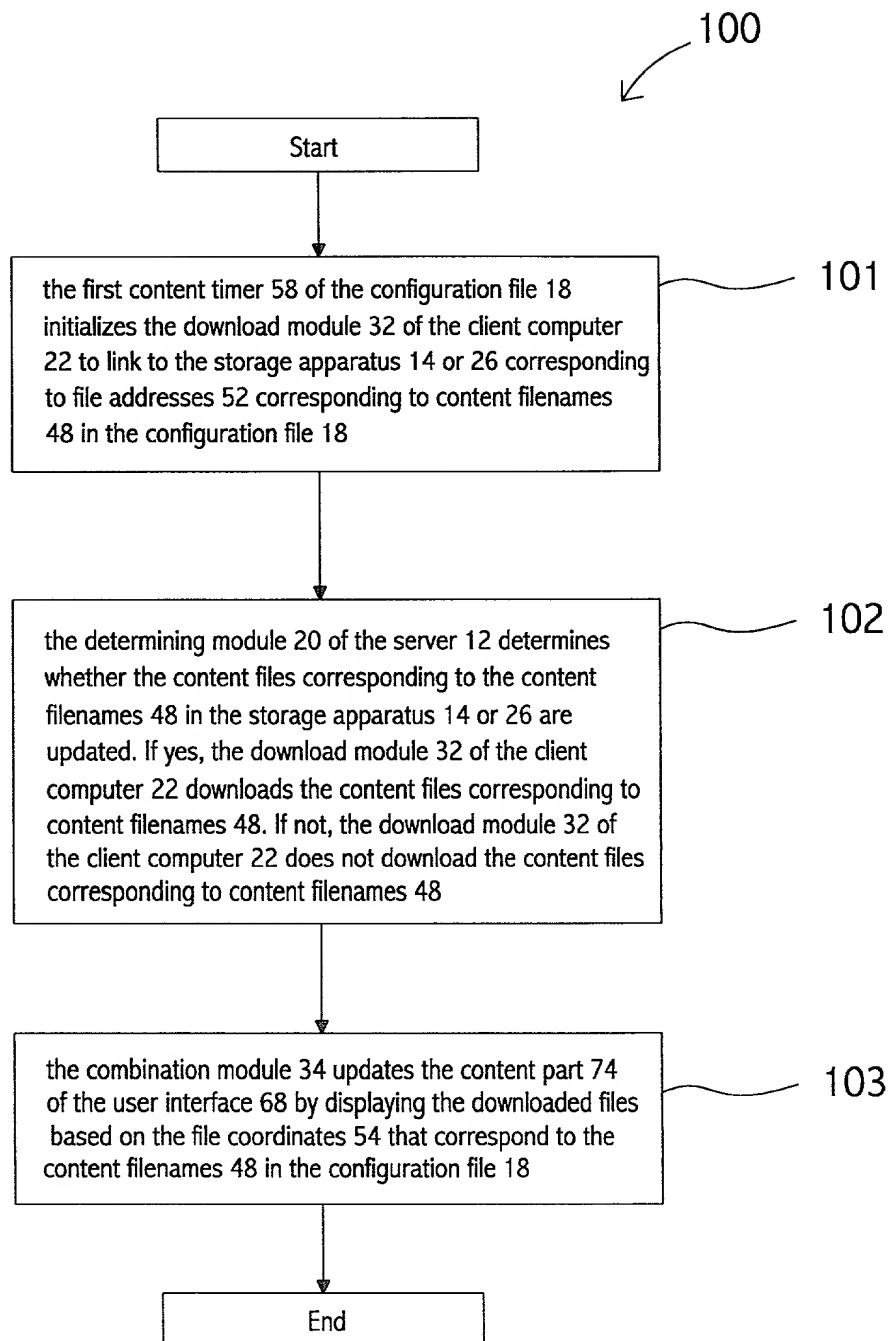 100
Start
101
the first content timer 58 of the configuration file 18
initializes the download module 32 of the client computer
22 to link to the storage apparatus 14 or 26 corresponding
to file addresses 52 corresponding to content filenames
48 in the configuration file 18
102
the determining module 20 of the server 12 determines
whether the content files corresponding to the content
filenames 48 in the storage apparatus 14 or 26 are
updated. If yes, the download module 32 of the client
computer 22 downloads the content files corresponding to
content filenames 48. If not, the download module 32 of
the client computer 22 does not download the content files
corresponding to content filenames 48
103
the combination module 34 updates the content part 74
of the user interface 68 by displaying the downloaded files
based on the file coordinates 54 that correspond to the
content filenames 48 in the configuration file 18
End